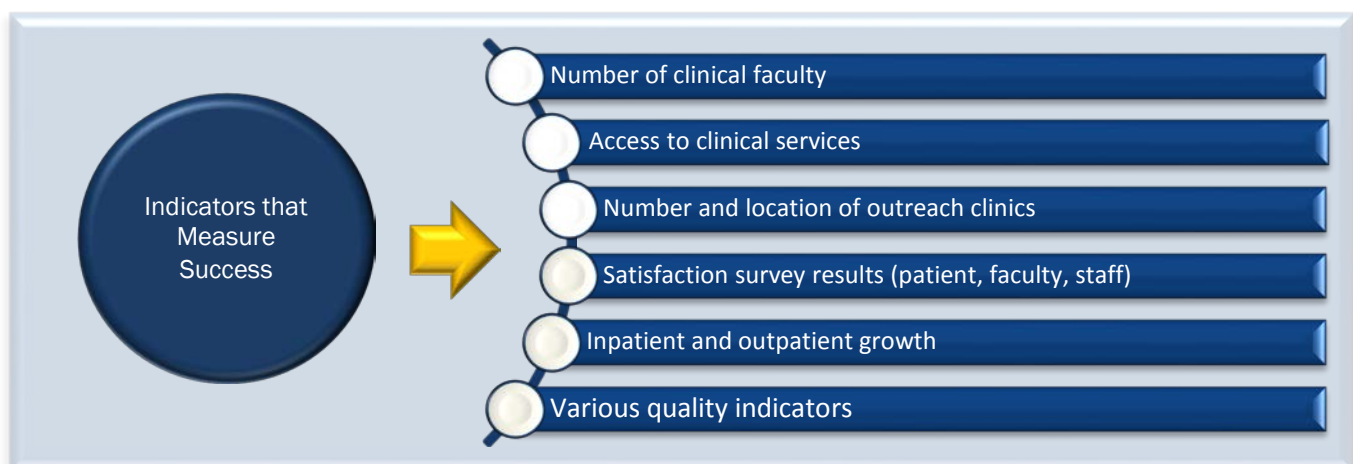 Indicators that
Measure
Success
Number of clinical faculty
Access to clinical services
Number and location of outreach clinics
Satisfaction survey results (patient, faculty, staff)
Inpatient and outpatient growth
Various quality indicators